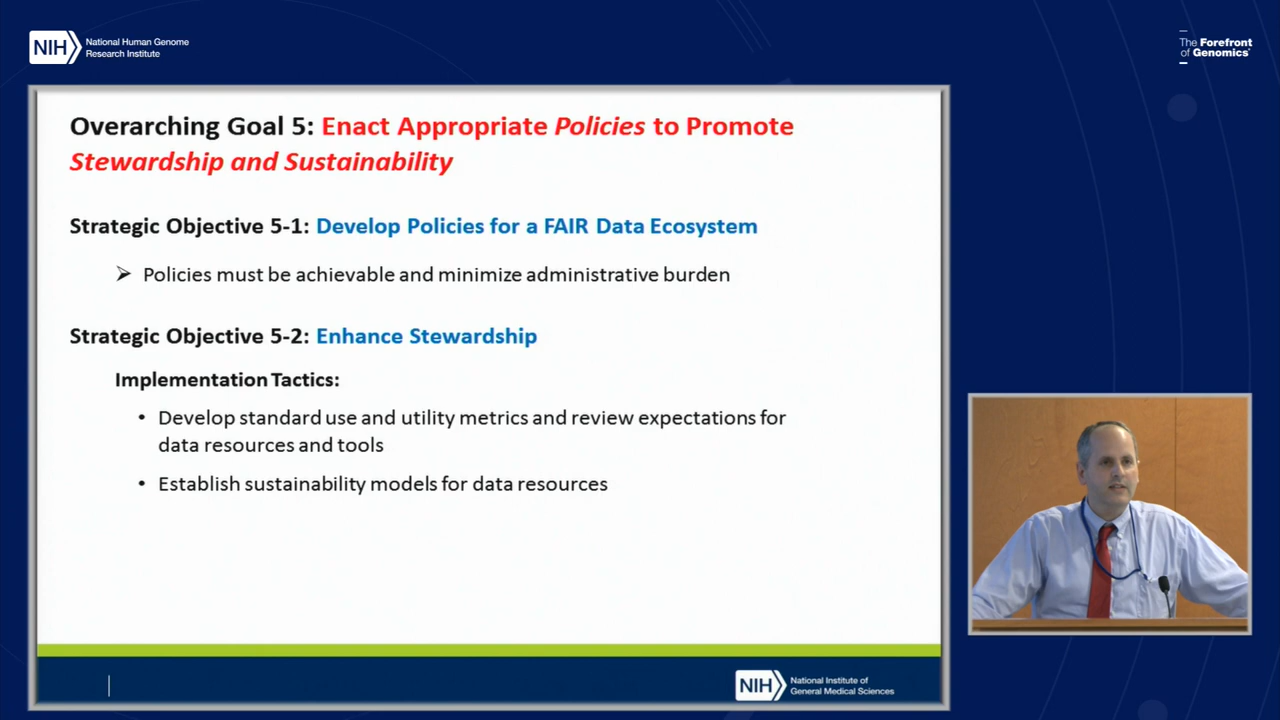 NIH
National Human Genome
Research Institute
The Forefront
of Genomics®
Overarching Goal 5: Enact Appropriate Policies to Promote
Stewardship and Sustainability
Strategic Objective 5-1: Develop Policies for a FAIR Data Ecosystem
➢ Policies must be achievable and minimize administrative burden
Strategic Objective 5-2: Enhance Stewardship
Implementation Tactics:
• Develop standard use and utility metrics and review expectations for
data resources and tools
• Establish sustainability models for data resources
NIH
National Institute of
General Medical Sciences